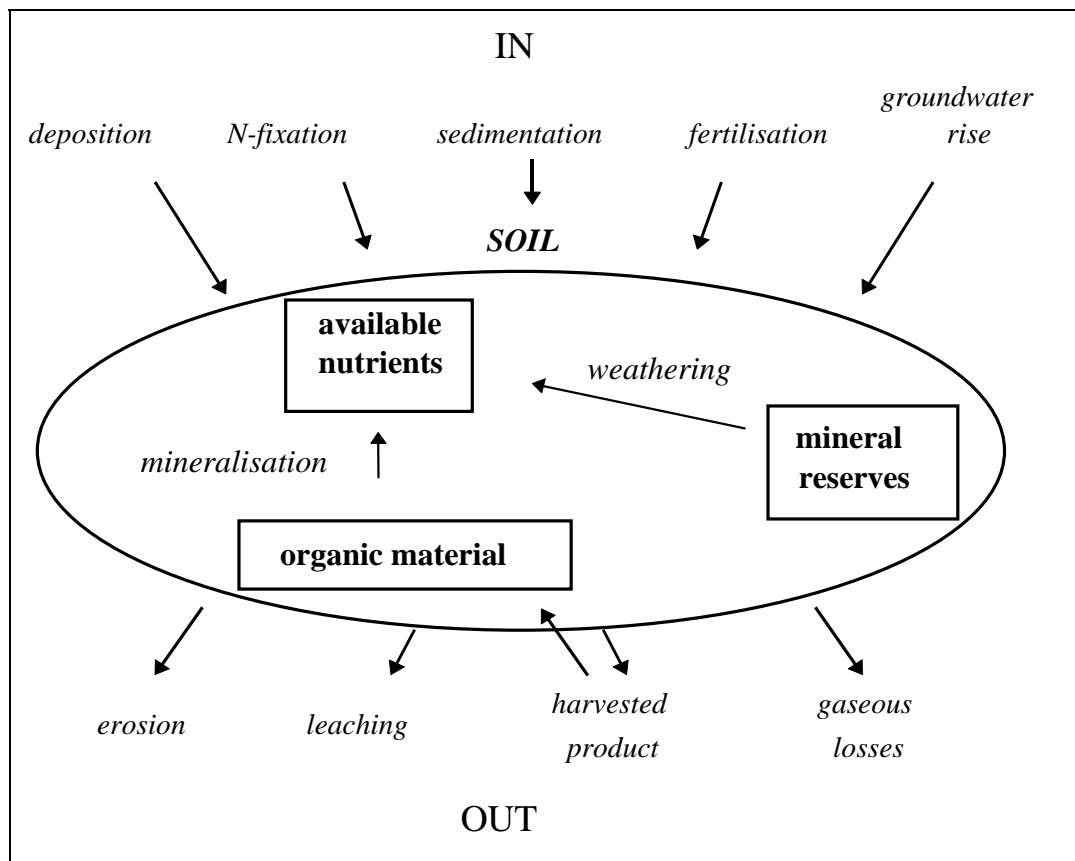 IN
groundwater
deposition N-fixation sedimentation fertilisation rise
SOIL
available
nutrients
weathering
mineral
reserves
mineralisation
organic material
erosion leaching harvested product gaseous losses
OUT